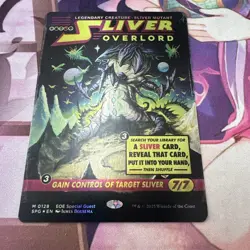 LEGENDARY CREATURE · SLIVER MUTANT
SLIVER
OVERLORD
3
SEARCH YOUR LIBRARY FOR
A SLIVER CARD,
REVEAL THAT CARD,
PUT IT INTO YOUR HAND,
THEN SHUFFLE
3
GAIN CONTROL OF TARGET SLIVER 7/7
M 0128 EOE Special Guest
SPG EN